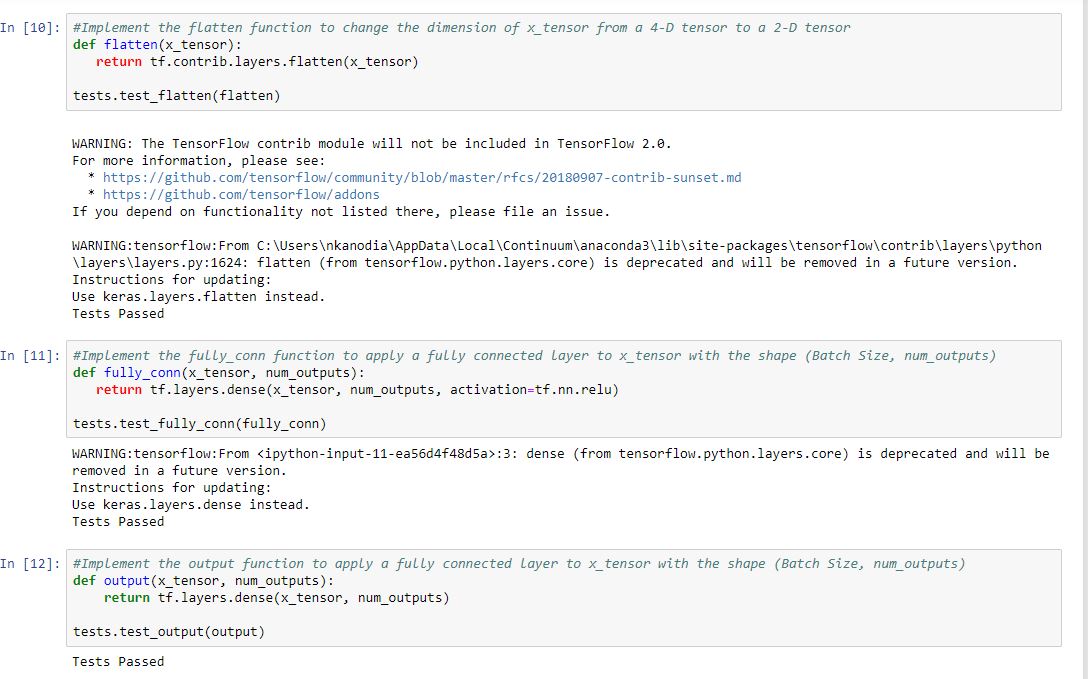 In [10]: #Implement the flatten function to change the dimension of x_tensor from a 4-D tensor to a 2-D tensor
def flatten(x_tensor):
   return tf.contrib.layers.flatten(x_tensor)

tests.test_flatten(flatten)

WARNING: The TensorFlow contrib module will not be included in TensorFlow 2.0.
For more information, please see:
  * https://github.com/tensorflow/community/blob/master/rfcs/20180907-contrib-sunset.md
  * https://github.com/tensorflow/addons
If you depend on functionality not listed there, please file an issue.

WARNING:tensorflow:From C:\Users\nkanodia\AppData\Local\Continuum\anaconda3\lib\site-packages\tensorflow\contrib\layers\python
\layers\layers.py:1624: flatten (from tensorflow.python.layers.core) is deprecated and will be removed in a future version.
Instructions for updating:
Use keras.layers.flatten instead.
Tests Passed

In [11]: #Implement the fully_conn function to apply a fully connected layer to x_tensor with the shape (Batch Size, num_outputs)
def fully_conn(x_tensor, num_outputs):
   return tf.layers.dense(x_tensor, num_outputs, activation=tf.nn.relu)

tests.test_fully_conn(fully_conn)

WARNING:tensorflow:From <ipython-input-11-ea56d4f48d5a>:3: dense (from tensorflow.python.layers.core) is deprecated and will be
removed in a future version.
Instructions for updating:
Use keras.layers.dense instead.
Tests Passed

In [12]: #Implement the output function to apply a fully connected layer to x_tensor with the shape (Batch Size, num_outputs)
def output(x_tensor, num_outputs):
    return tf.layers.dense(x_tensor, num_outputs)

tests.test_output(output)

Tests Passed